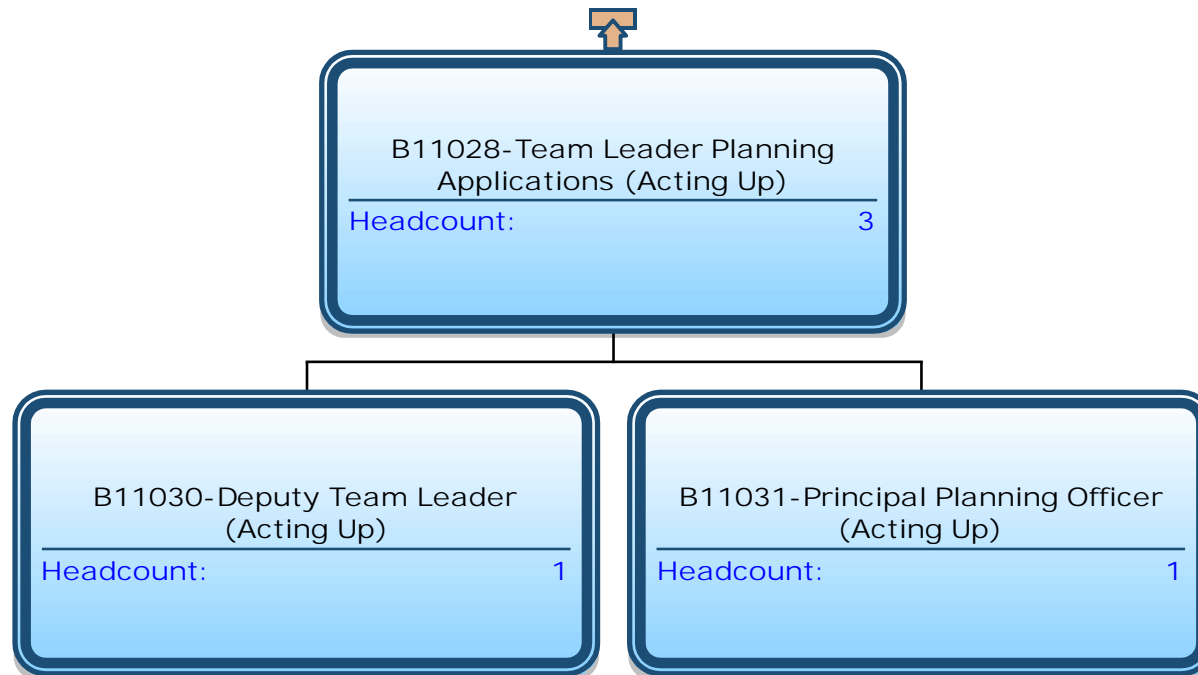 B11028-Team Leader Planning
Applications (Acting Up)
Headcount: 3
B11030-Deputy Team Leader
(Acting Up)
Headcount: 1
B11031-Principal Planning Officer
(Acting Up)
Headcount: 1